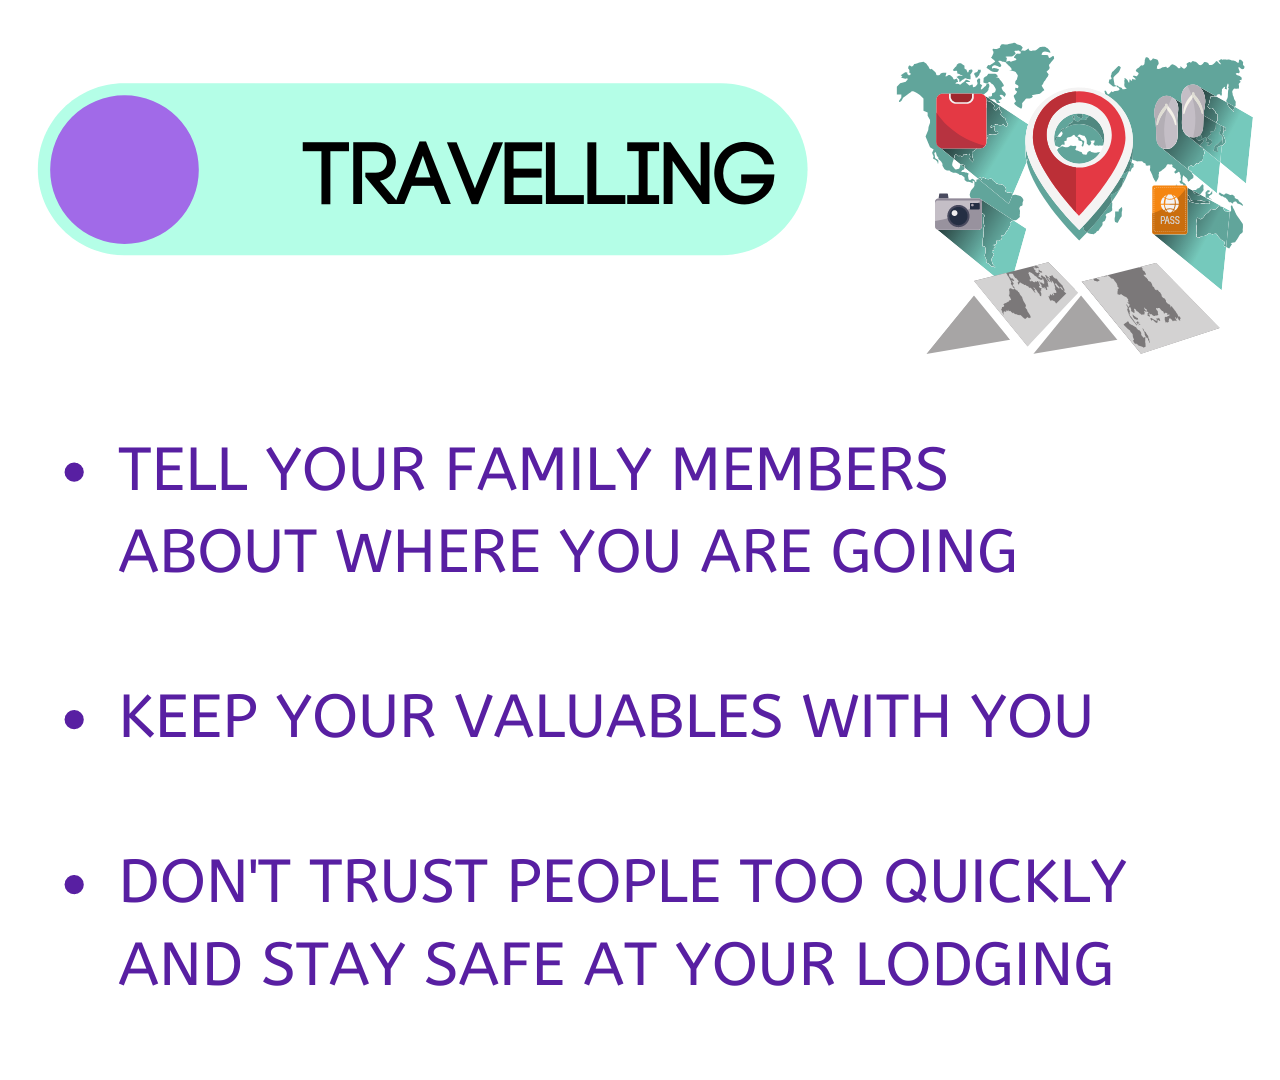 TRAVELLING
PASS
• TELL YOUR FAMILY MEMBERS
ABOUT WHERE YOU ARE GOING
• KEEP YOUR VALUABLES WITH YOU
• DON'T TRUST PEOPLE TOO QUICKLY
AND STAY SAFE AT YOUR LODGING